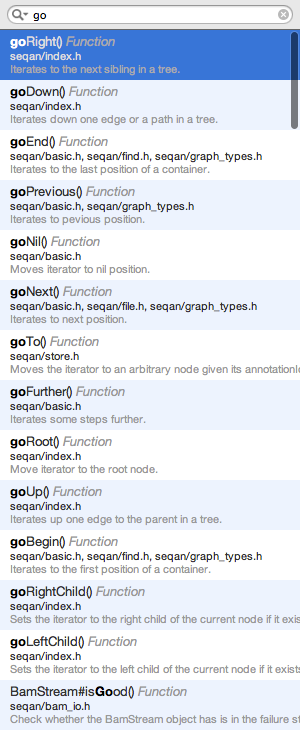 go
goRight() Function
seqan/index.h
Iterates to the next sibling in a tree.
goDown() Function
seqan/index.h
Iterates down one edge or a path in a tree.
goEnd() Function
seqan/basic.h, seqan/find.h, seqan/graph_types.h
Iterates to the last position of a container.
goPrevious() Function
seqan/basic.h, seqan/graph_types.h
Iterates to pevious position.
goNil() Function
seqan/basic.h
Moves iterator to nil position.
goNext() Function
seqan/basic.h, seqan/file.h, seqan/graph_types.h
Iterates to next position.
goTo() Function
seqan/store.h
Moves the iterator to an arbitrary node given its annotationI
goFurther() Function
seqan/basic.h
Iterates some steps further.
goRoot() Function
seqan/index.h
Move iterator to the root node.
goUp() Function
seqan/index.h
Iterates up one edge to the parent in a tree.
goBegin() Function
seqan/basic.h, seqan/find.h, seqan/graph_types.h
Iterates to the first position of a container.
goRightChild() Function
seqan/index.h
Sets the iterator to the right child of the current node if it exis
goLeftChild() Function
seqan/index.h
Sets the iterator to the left child of the current node if it exists
BamStream#isGood() Function
seqan/bam_io.h
Check whether the BamStream object has is in the failure st